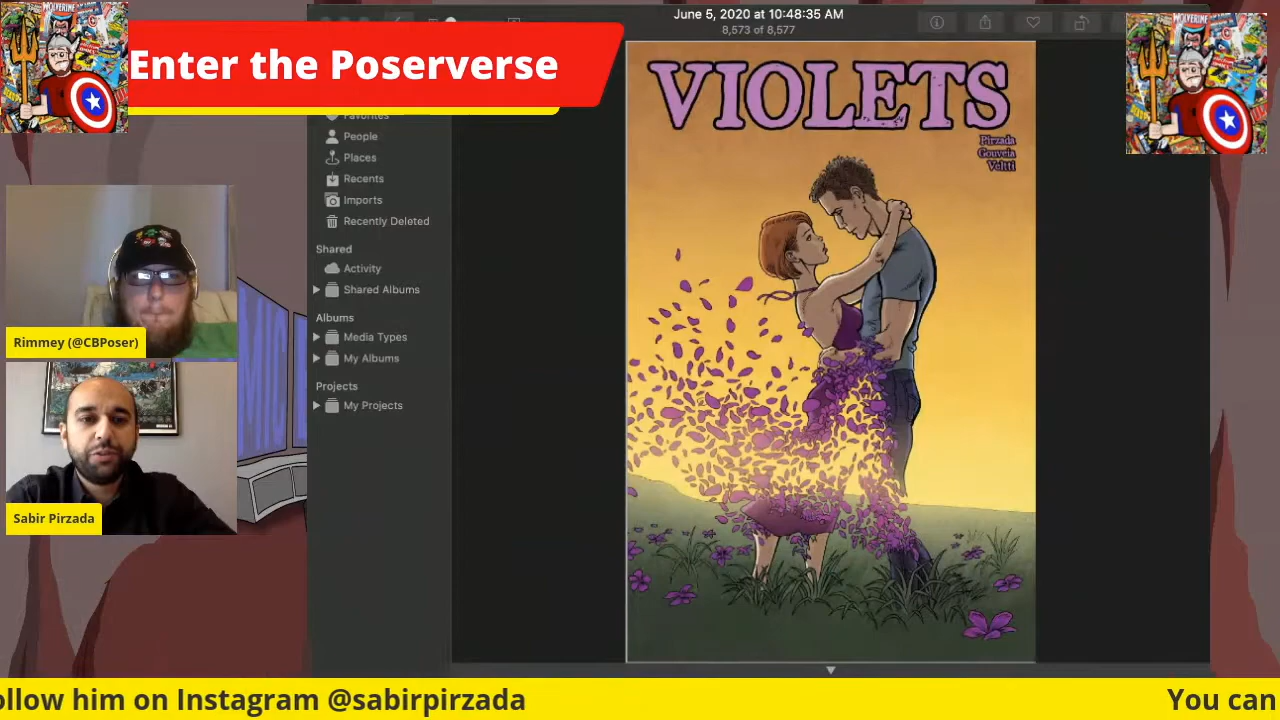 Enter the Poserverse
June 5, 2020 at 10:48:35 AM
8,573 of 8,577
Favorites
People
Places
Recents
Imports
Recently Deleted
Shared
Activity
Shared Albums
Albums
Media Types
My Albums
Projects
My Projects
VIOLETS
Pirzada
Gouveia
Veltti
Rimmey (@CBPoser)
Sabir Pirzada
ollow him on Instagram @sabirpirzada
You can